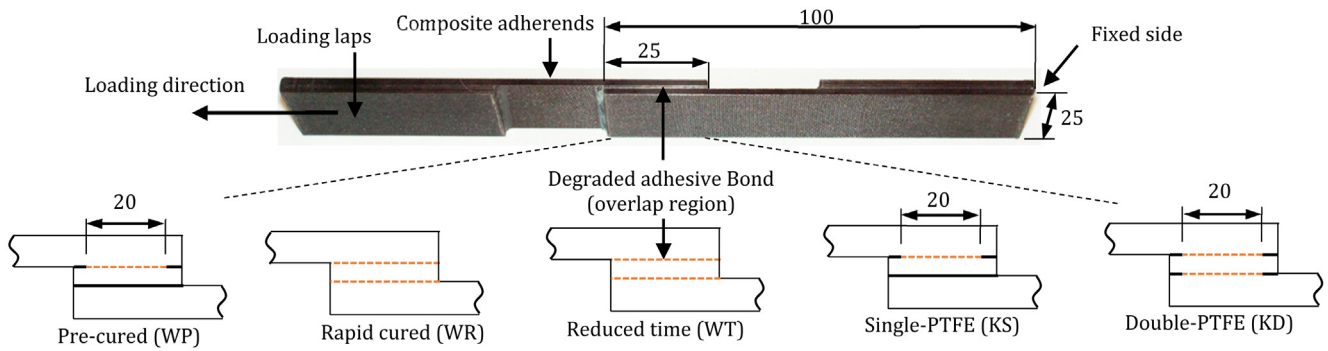 Composite adherends
100
Loading laps
25
Fixed side
Loading direction
25
Degraded adhesive Bond
(overlap region)
20
20
20
Pre-cured (WP)
Rapid cured (WR)
Reduced time (WT)
Single-PTFE (KS)
Double-PTFE (KD)